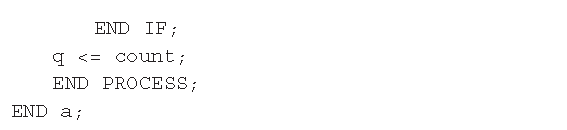 END IF;
q <= count;
END PROCESS;
END a;